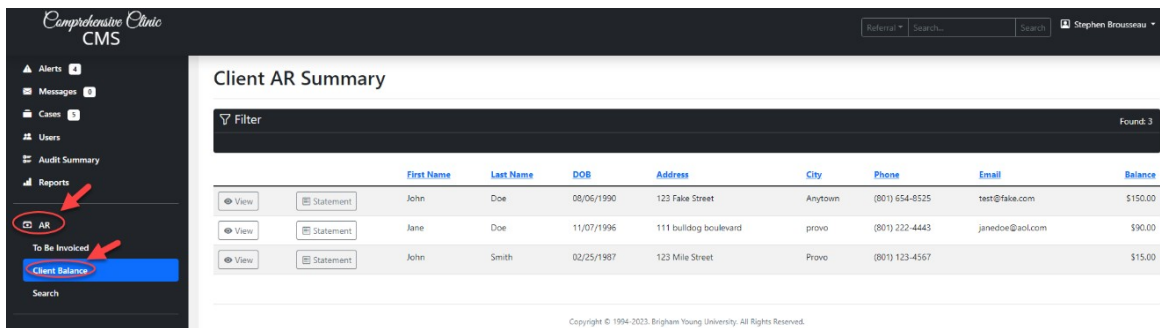 Comprehensive Clinic
CMS
Referral Search... Search Stephen Brousseau
Alerts 4
Messages 0
Cases 5
Users
Audit Summary
Reports
AR
To Be Invoiced
Client Balance
Search
Client AR Summary
Filter Found: 3
First Name Last Name DOB Address City Phone Email Balance
View Statement John Doe 08/06/1990 123 Fake Street Anytown (801) 654-8525 test@fake.com $150.00
View Statement Jane Doe 11/07/1996 111 bulldog boulevard provo (801) 222-4443 janedoe@aol.com $90.00
View Statement John Smith 02/25/1987 123 Mile Street Provo (801) 123-4567 $15.00
Copyright © 1994-2023. Brigham Young University. All Rights Reserved.